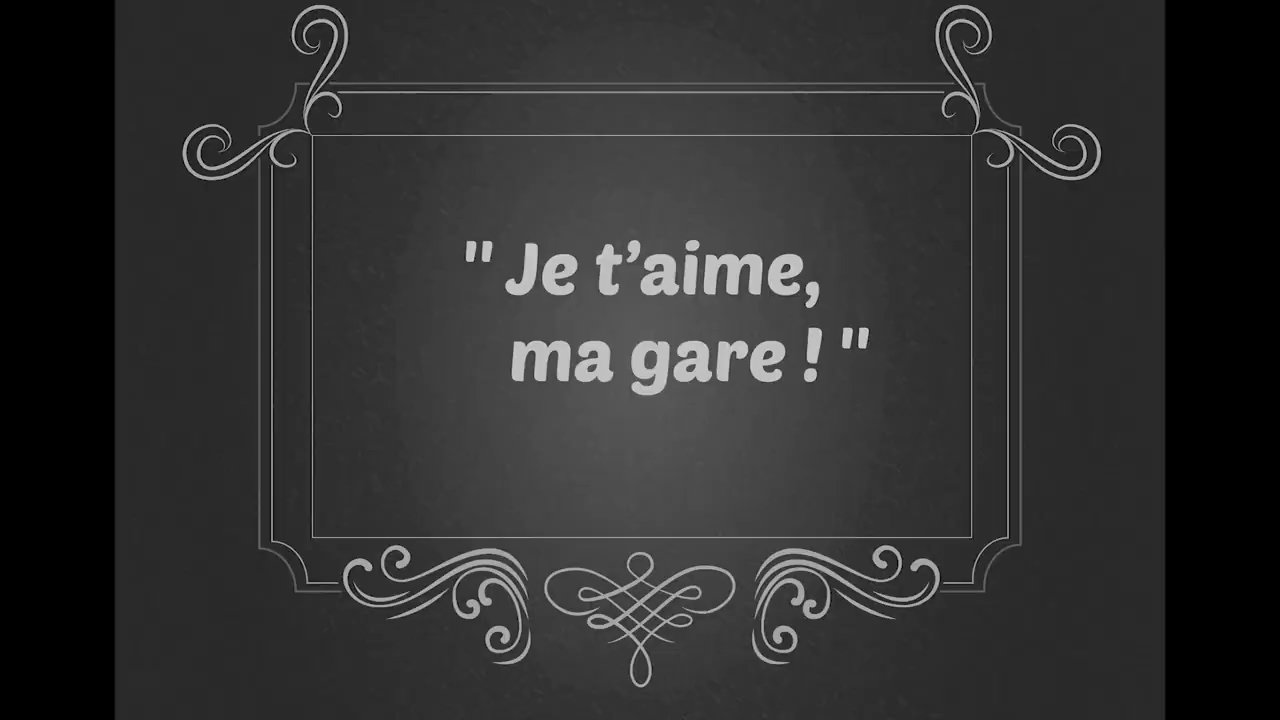 " Je t’aime,
ma gare ! "